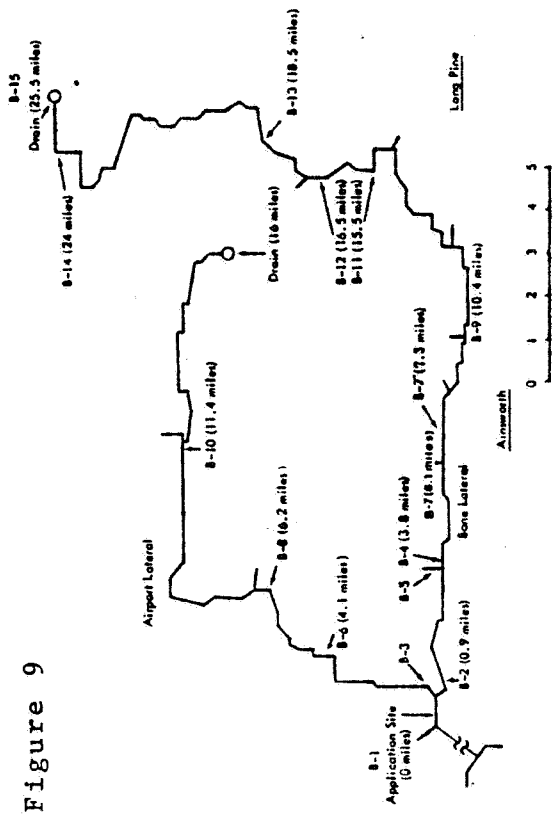 Figure 9
B-15
Drain (25.5 miles)
B-14 (24 miles)
B-13 (18.5 miles)
Drain (16 miles)
B-12 (16.5 miles)
B-11 (15.5 miles)
Long Pine
Airport Lateral
B-10 (11.4 miles)
B-8 (6.2 miles)
B-6 (4.1 miles)
B-9 (10.4 miles)
B-7 (7.5 miles)
B-7 (6.1 miles)
B-4 (3.8 miles)
B-5
B-3
B-2 (0.9 miles)
B-1
Application Site
(0 miles)
Bone Lateral
Ainsworth
0 1 2 3 4 5